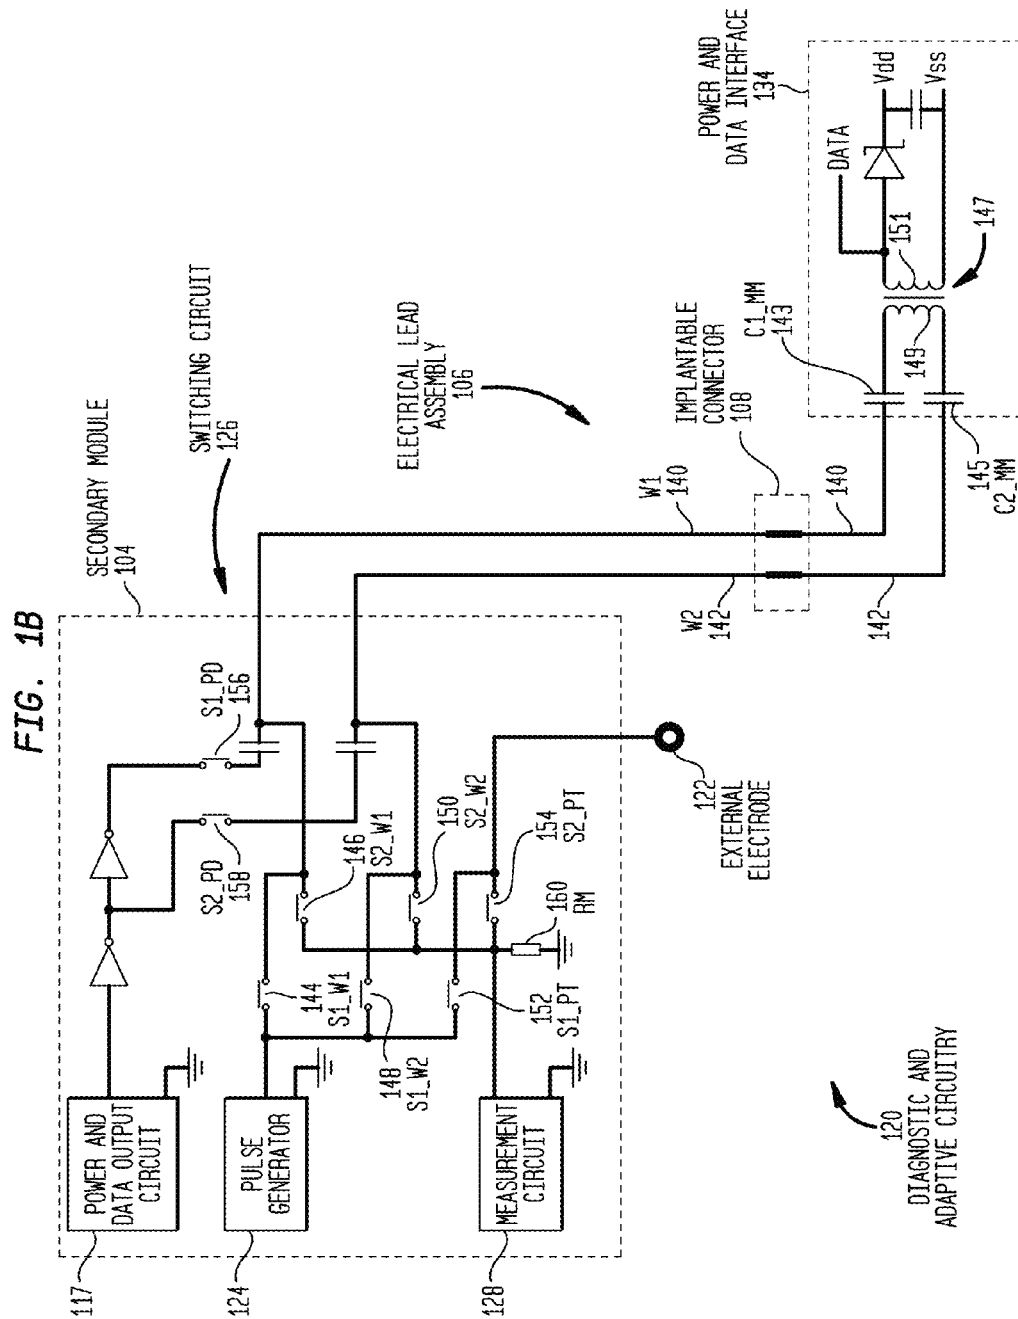 FIG. 1B
SECONDARY MODULE
104
SWITCHING CIRCUIT
126
ELECTRICAL LEAD
ASSEMBLY
106
IMPLANTABLE
CONNECTOR
108
POWER AND
DATA INTERFACE
134
117
POWER AND
DATA OUTPUT
CIRCUIT
124
PULSE
GENERATOR
128
MEASUREMENT
CIRCUIT
S1_PD
156
S2_PD
158
144
S1_W1
146
S2_W1
148
S1_W2
150
S2_W2
152
S1_PT
154
S2_PT
160
RM
122
EXTERNAL
ELECTRODE
W1
140
W2
142
140
142
C1_MM
143
145
C2_MM
149
151
147
DATA
Vdd
Vss
120
DIAGNOSTIC AND
ADAPTIVE CIRCUITRY